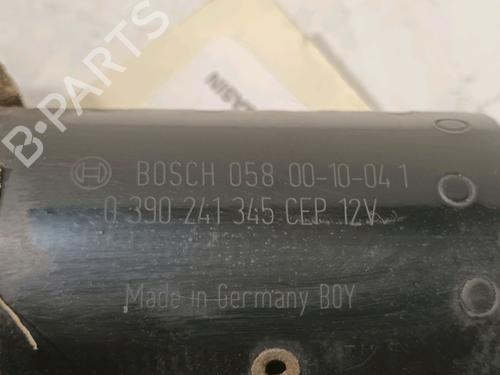 B-PARTS
BOSCH 058 00-10-04 1
0 390 241 345 CEP 12V
Made in Germany BOY